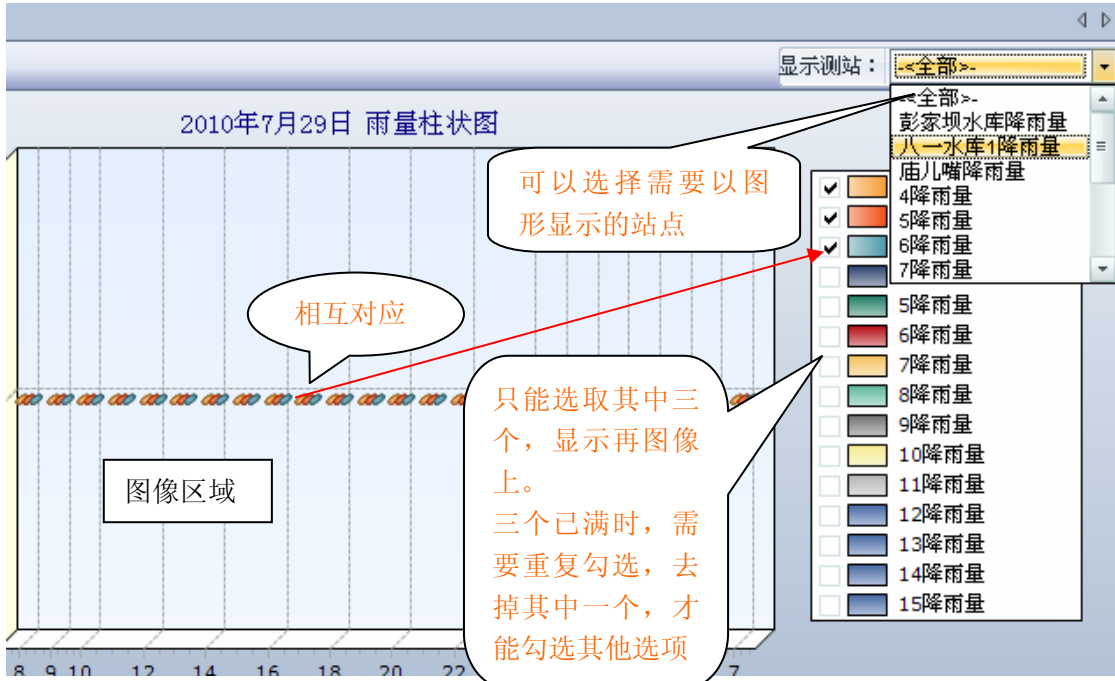 显示测站：
-<全部>-
-<全部>-
彭家坝水库降雨量
八一水库1降雨量
庙儿嘴降雨量
4降雨量
5降雨量
6降雨量
7降雨量
2010年7月29日 雨量柱状图
可以选择需要以图
形显示的站点
相互对应
只能选取其中三
个，显示再图像
上。
三个已满时，需
要重复勾选，去
掉其中一个，才
能勾选其他选项
图像区域
5降雨量
6降雨量
7降雨量
8降雨量
9降雨量
10降雨量
11降雨量
12降雨量
13降雨量
14降雨量
15降雨量
8 9 10 12 14 16 18 20 22 7